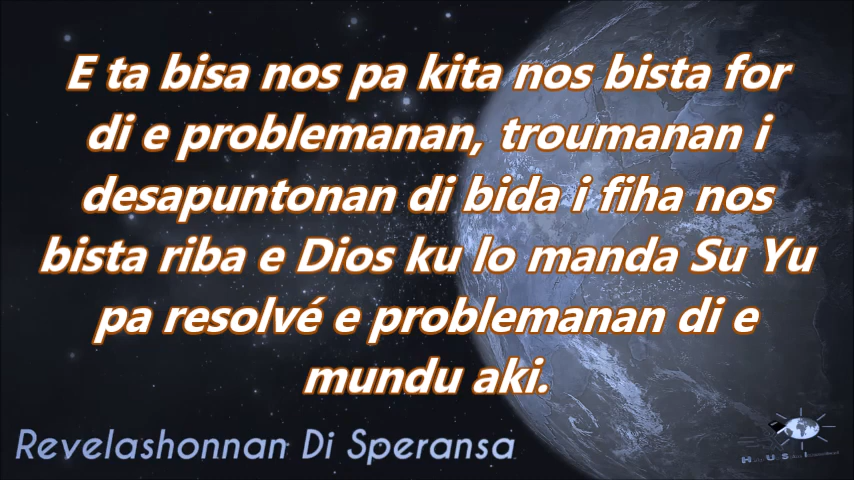 E ta bisa nos pa kita nos bista for
di e problemanan, troumanan i
desapuntonan di bida i fiha nos
bista riba e Dios ku lo manda Su Yu
pa resolvé e problemanan di e
mundu aki.
Revelashonnan Di Speransa